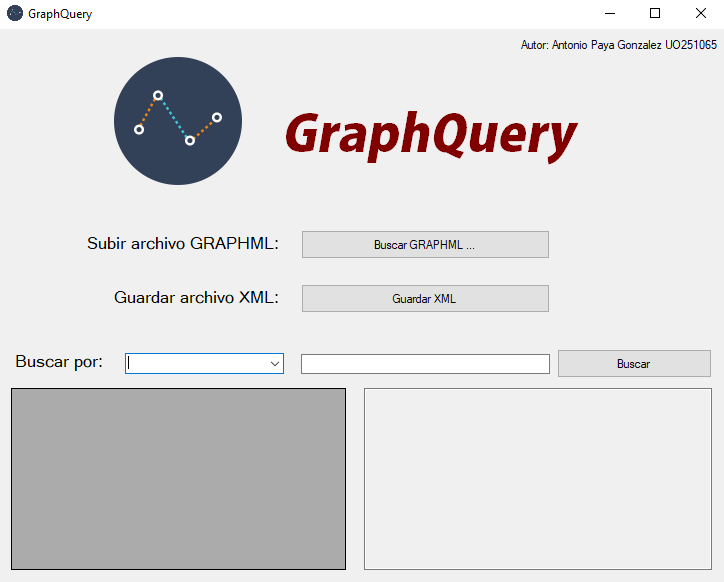 GraphQuery
Autor: Antonio Paya Gonzalez UO251065
GraphQuery
Subir archivo GRAPHML: Buscar GRAPHML ...
Guardar archivo XML: Guardar XML
Buscar por: Buscar